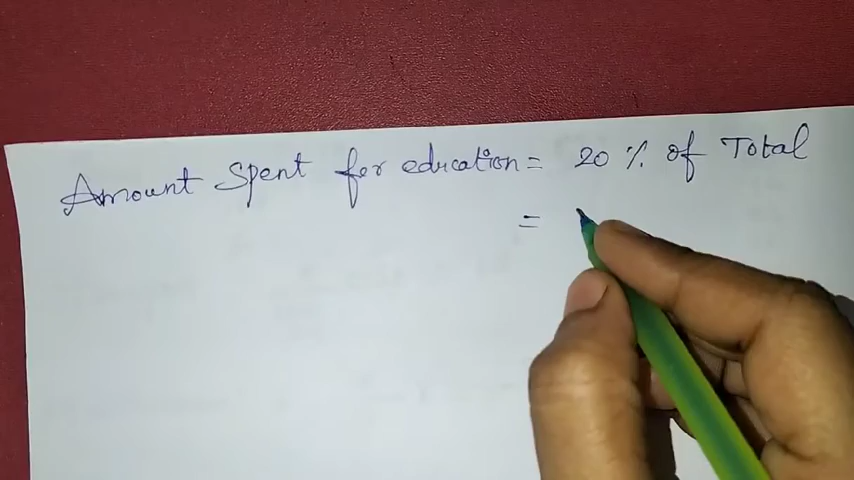 Amount Spent for education = 20 % of Total
=